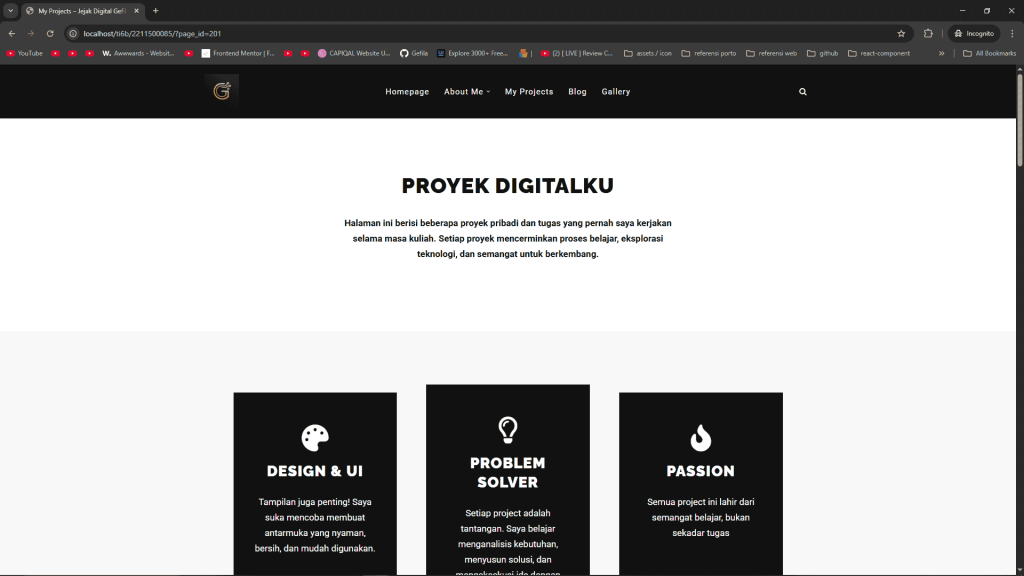 My Projects – Jejak Digital GeFi
localhost/ti6b/2211500085/?page_id=201
Incognito
YouTube
W. Awwwards - Websit...
Frontend Mentor | F...
CAPIQAL Website U...
Gefila
Explore 3000+ Free...
(2) [ LIVE ] Review C...
assets / icon
referensi porto
referensi web
github
react-component
»
All Bookmarks
G
Homepage
About Me
My Projects
Blog
Gallery
PROYEK DIGITALKU
Halaman ini berisi beberapa proyek pribadi dan tugas yang pernah saya kerjakan
selama masa kuliah. Setiap proyek mencerminkan proses belajar, eksplorasi
teknologi, dan semangat untuk berkembang.
DESIGN & UI
Tampilan juga penting! Saya
suka mencoba membuat
antarmuka yang nyaman,
bersih, dan mudah digunakan.
PROBLEM
SOLVER
Setiap project adalah
tantangan. Saya belajar
menganalisis kebutuhan,
menyusun solusi, dan
mengeksekusi ide dengan
PASSION
Semua project ini lahir dari
semangat belajar, bukan
sekadar tugas